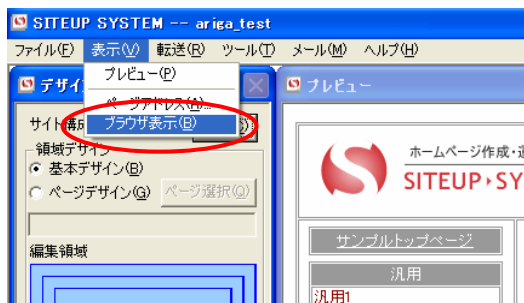 SITEUP SYSTEM -- ariga_test
ファイル(F) 表示(V) 転送(R) ツール(T) メール(M) ヘルプ(H)
プレビュー(P)
ページアドレス(A)...
ブラウザ表示(B)
デザイ
プレビュー
サイト構成
領域デザイン
基本デザイン(B)
ページデザイン(G)
ページ選択(Q)
編集領域
ホームページ作成・運
SITEUP SY
サンプルトップページ
汎用
汎用1